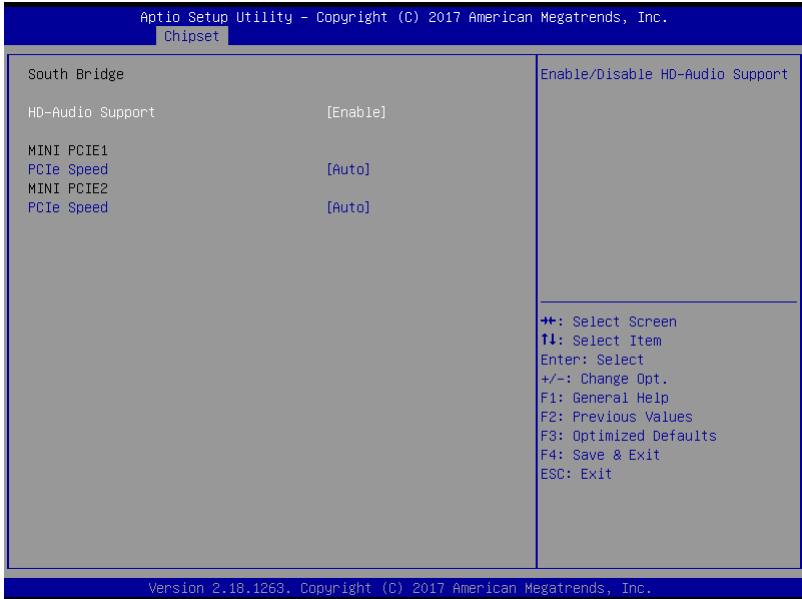 Aptio Setup Utility – Copyright (C) 2017 American Megatrends, Inc.
Chipset
South Bridge
HD-Audio Support [Enable]
MINI PCIE1
PCIe Speed [Auto]
MINI PCIE2
PCIe Speed [Auto]
Enable/Disable HD-Audio Support
→←: Select Screen
↑↓: Select Item
Enter: Select
+/-: Change Opt.
F1: General Help
F2: Previous Values
F3: Optimized Defaults
F4: Save & Exit
ESC: Exit
Version 2.18.1263. Copyright (C) 2017 American Megatrends, Inc.